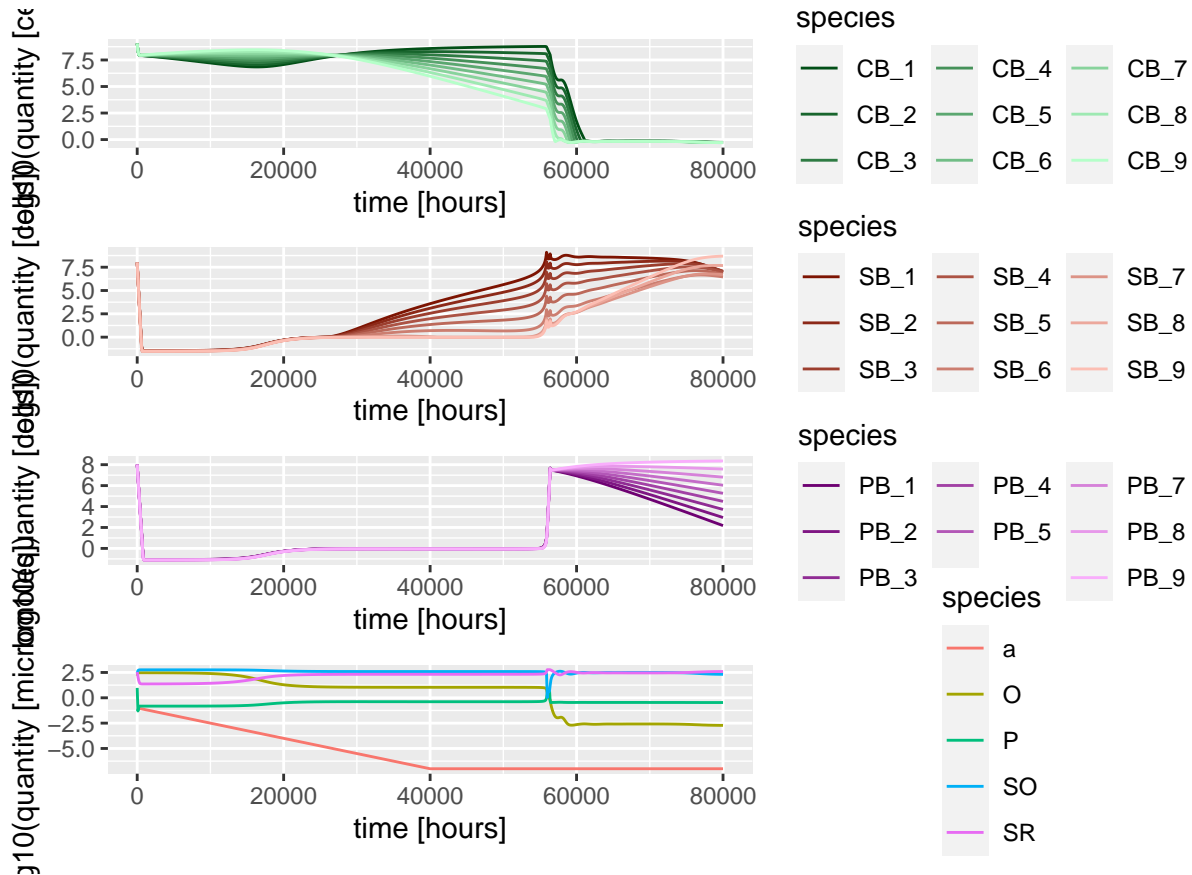 species
CB_1 CB_4 CB_7
CB_2 CB_5 CB_8
CB_3 CB_6 CB_9
7.5
5.0
2.5
0.0
0 20000 40000 60000 80000
time [hours]
species
SB_1 SB_4 SB_7
SB_2 SB_5 SB_8
SB_3 SB_6 SB_9
7.5
5.0
2.5
0.0
0 20000 40000 60000 80000
time [hours]
species
PB_1 PB_4 PB_7
PB_2 PB_5 PB_8
PB_3 PB_9
8
6
4
2
0
0 20000 40000 60000 80000
time [hours]
species
a
O
P
SO
SR
2.5
0.0
−2.5
−5.0
0 20000 40000 60000 80000
time [hours]
(quantity
(quantity
quantity
(quantity